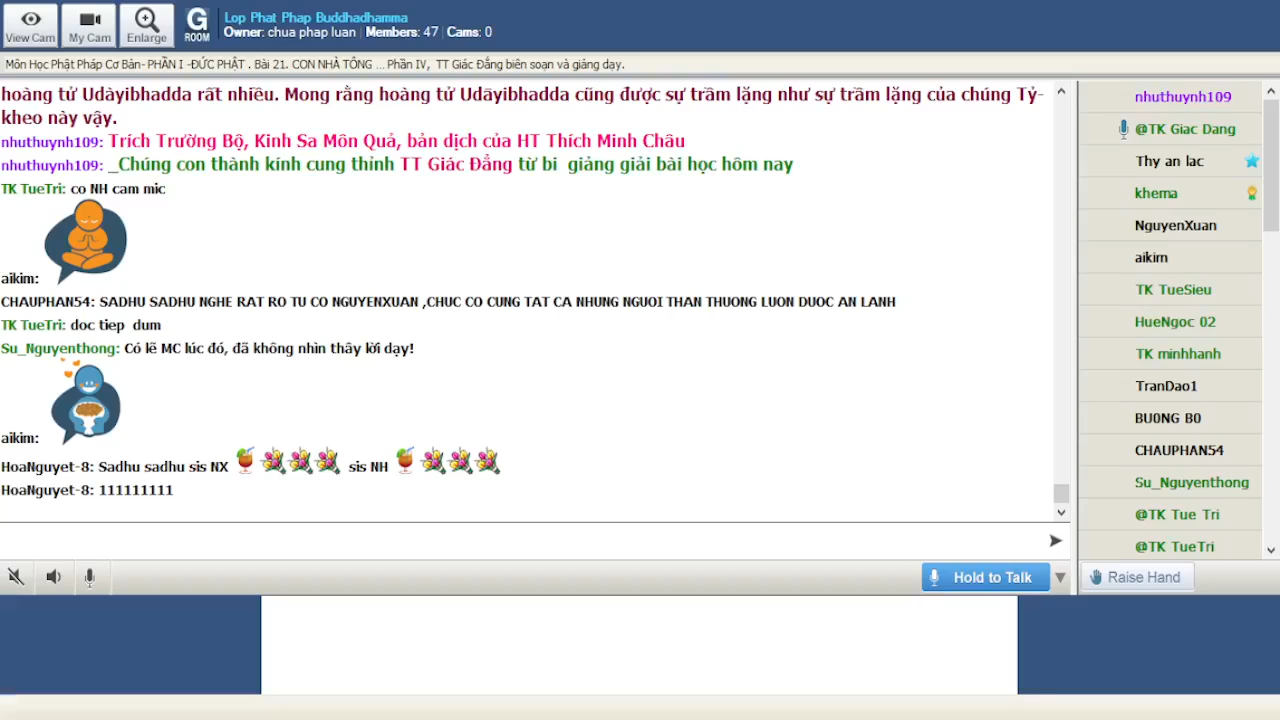 View Cam
My Cam
Enlarge
G
ROOM
Lop Phat Phap Buddhadhamma
Owner: chua phap luan | Members: 47 | Cams: 0
Môn Học Phật Pháp Cơ Bản- PHẦN I -ĐỨC PHẬT . Bài 21. CON NHÀ TÔNG ... Phần IV, TT Giác Đẳng biên soạn và giảng dạy.
hoàng tử Udàyibhadda rất nhiều. Mong rằng hoàng tử Udāyibhadda cũng được sự trầm lặng như sự trầm lặng của chúng Tỷ-
kheo này vậy.
nhuthuynh109: Trích Trường Bộ, Kinh Sa Môn Quả, bản dịch của HT Thích Minh Châu
nhuthuynh109: _Chúng con thành kính cung thỉnh TT Giác Đẳng từ bi giảng giải bài học hôm nay
TK TueTri: co NH cam mic
aikim:
CHAUPHAN54: SADHU SADHU NGHE RAT RO TU CO NGUYENXUAN ,CHUC CO CUNG TAT CA NHUNG NGUOI THAN THUONG LUON DUOC AN LANH
TK TueTri: doc tiep dum
Su_Nguyenthong: Có lẽ MC lúc đó, đã không nhìn thấy lời dạy!
aikim:
HoaNguyet-8: Sadhu sadhu sis NX sis NH
HoaNguyet-8: 111111111
Hold to Talk
nhuthuynh109
@TK Giac Dang
Thy an lac
khema
NguyenXuan
aikim
TK TueSieu
HueNgoc 02
TK minhhanh
TranDao1
BU0NG B0
CHAUPHAN54
Su_Nguyenthong
@TK Tue Tri
@TK TueTri
Raise Hand